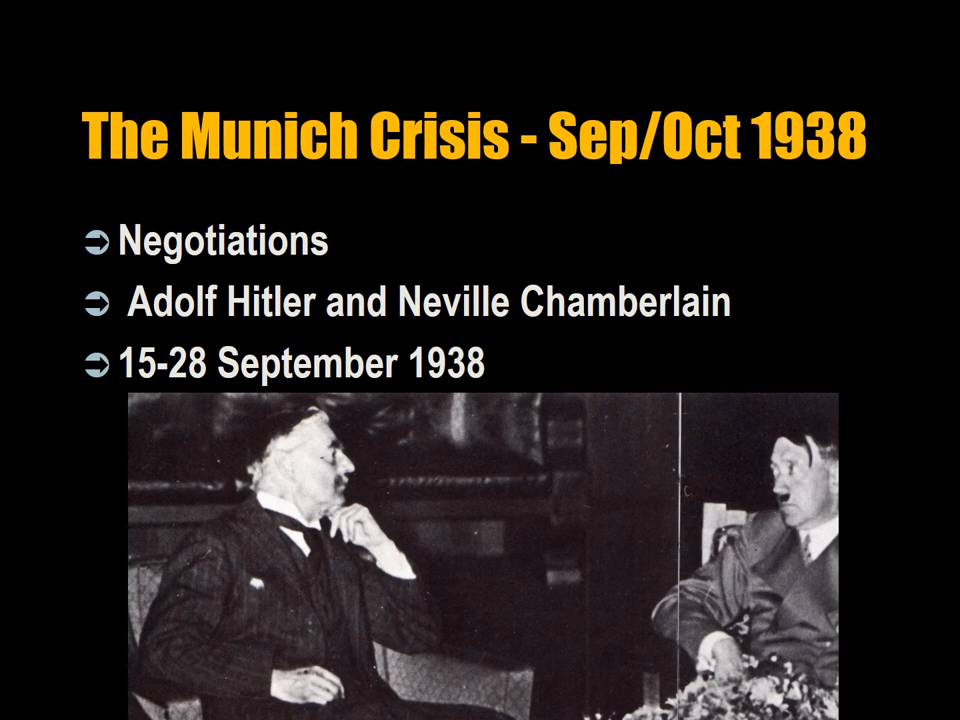 The Munich Crisis - Sep/Oct 1938
Negotiations
Adolf Hitler and Neville Chamberlain
15-28 September 1938